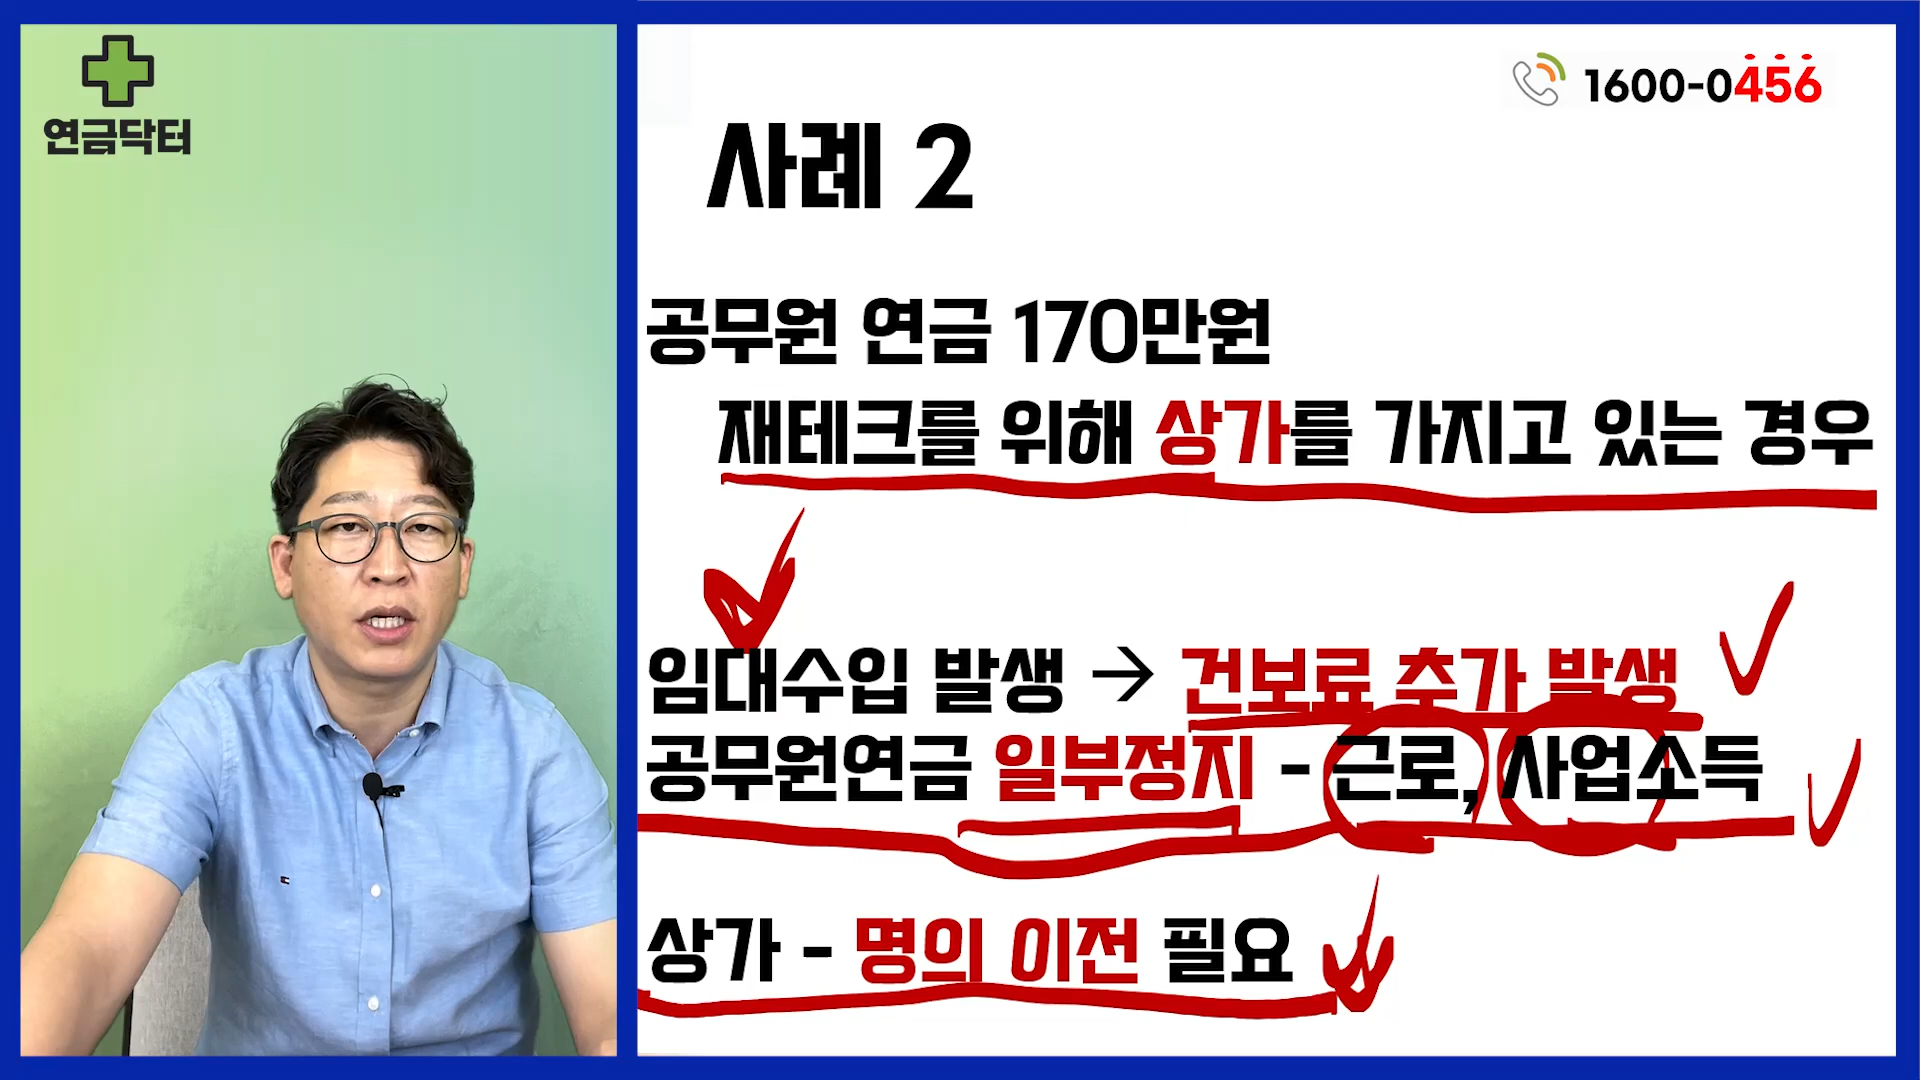 연금닥터
1600-0456
사례 2
공무원 연금 170만원
재테크를 위해 상가를 가지고 있는 경우
임대수입 발생 → 건보료 추가 발생
공무원연금 일부정지 - 근로, 사업소득
상가 - 명의 이전 필요